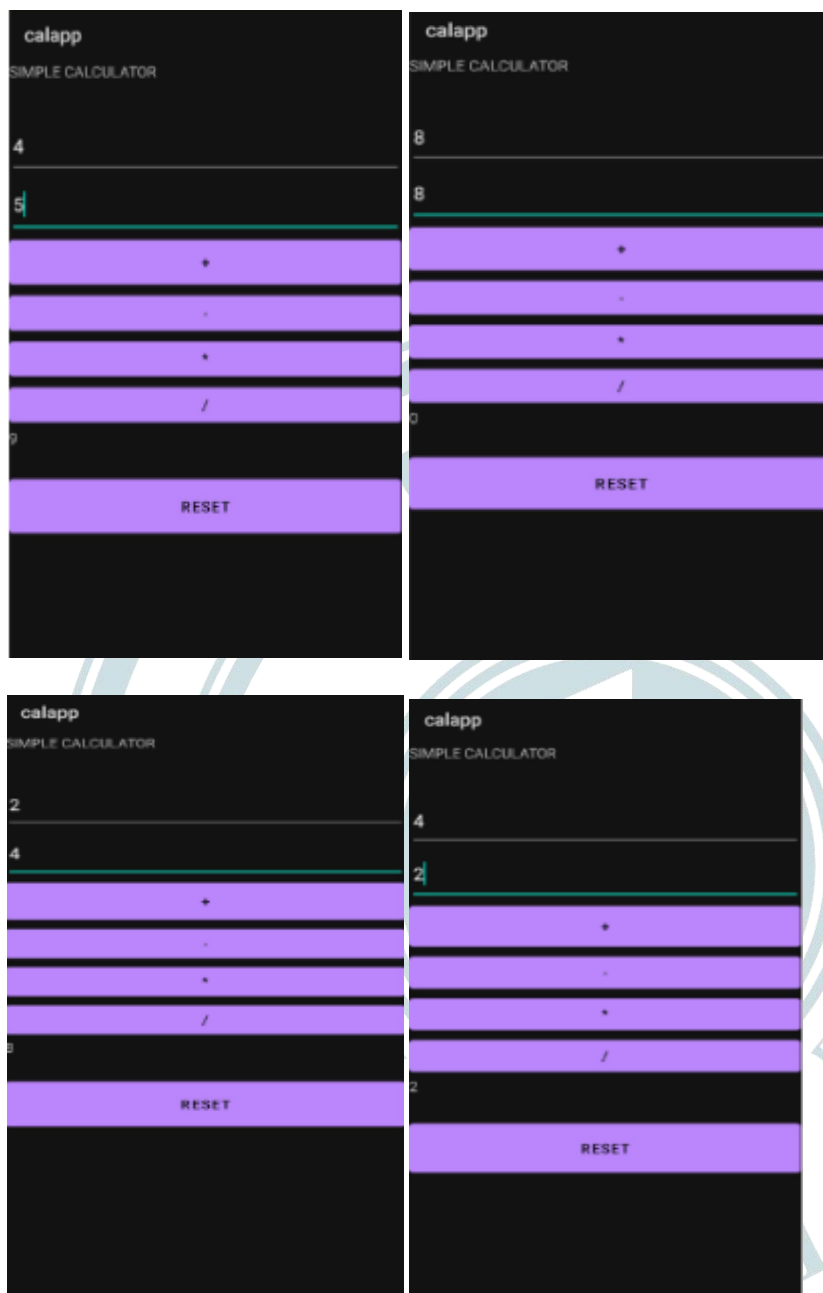 calapp
SIMPLE CALCULATOR
4
5
+
-
*
/
9
RESET
calapp
SIMPLE CALCULATOR
8
8
+
-
*
/
0
RESET
calapp
SIMPLE CALCULATOR
2
4
+
-
*
/
8
RESET
calapp
SIMPLE CALCULATOR
4
2
+
-
*
/
2
RESET